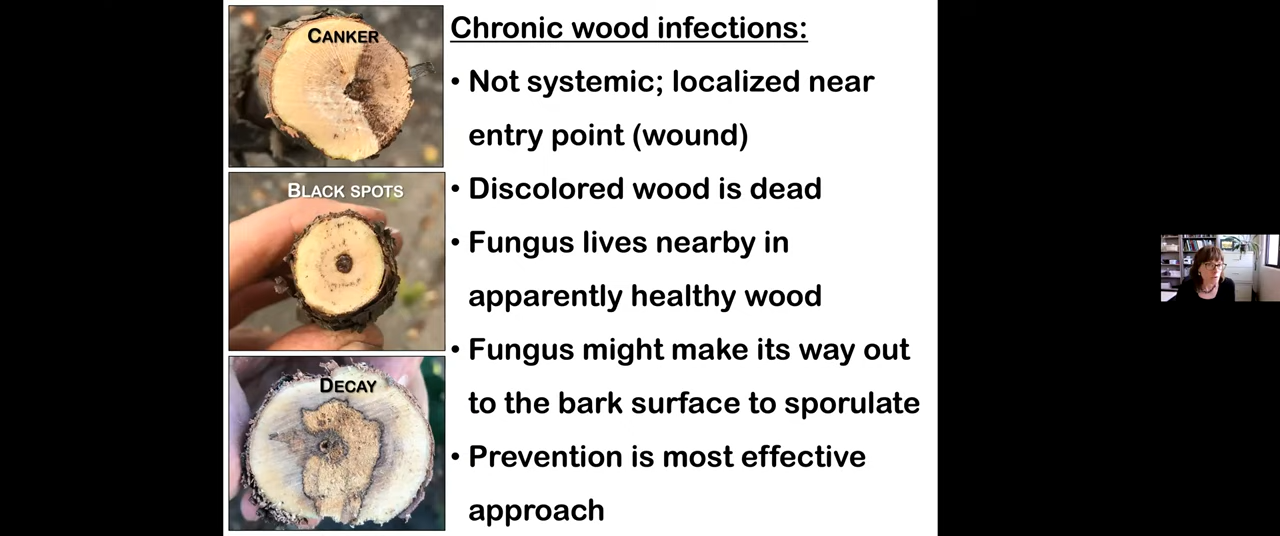 CANKER
BLACK SPOTS
DECAY
Chronic wood infections:
• Not systemic; localized near
entry point (wound)
• Discolored wood is dead
• Fungus lives nearby in
apparently healthy wood
• Fungus might make its way out
to the bark surface to sporulate
• Prevention is most effective
approach